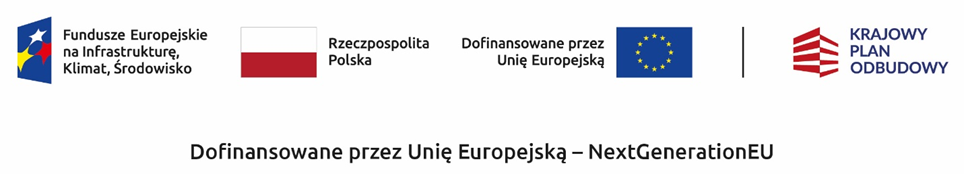 Fundusze Europejskie
na Infrastrukturę,
Klimat, Środowisko
Rzeczpospolita
Polska
Dofinansowane przez
Unię Europejską
KRAJOWY
PLAN
ODBUDOWY
Dofinansowane przez Unię Europejską – NextGenerationEU